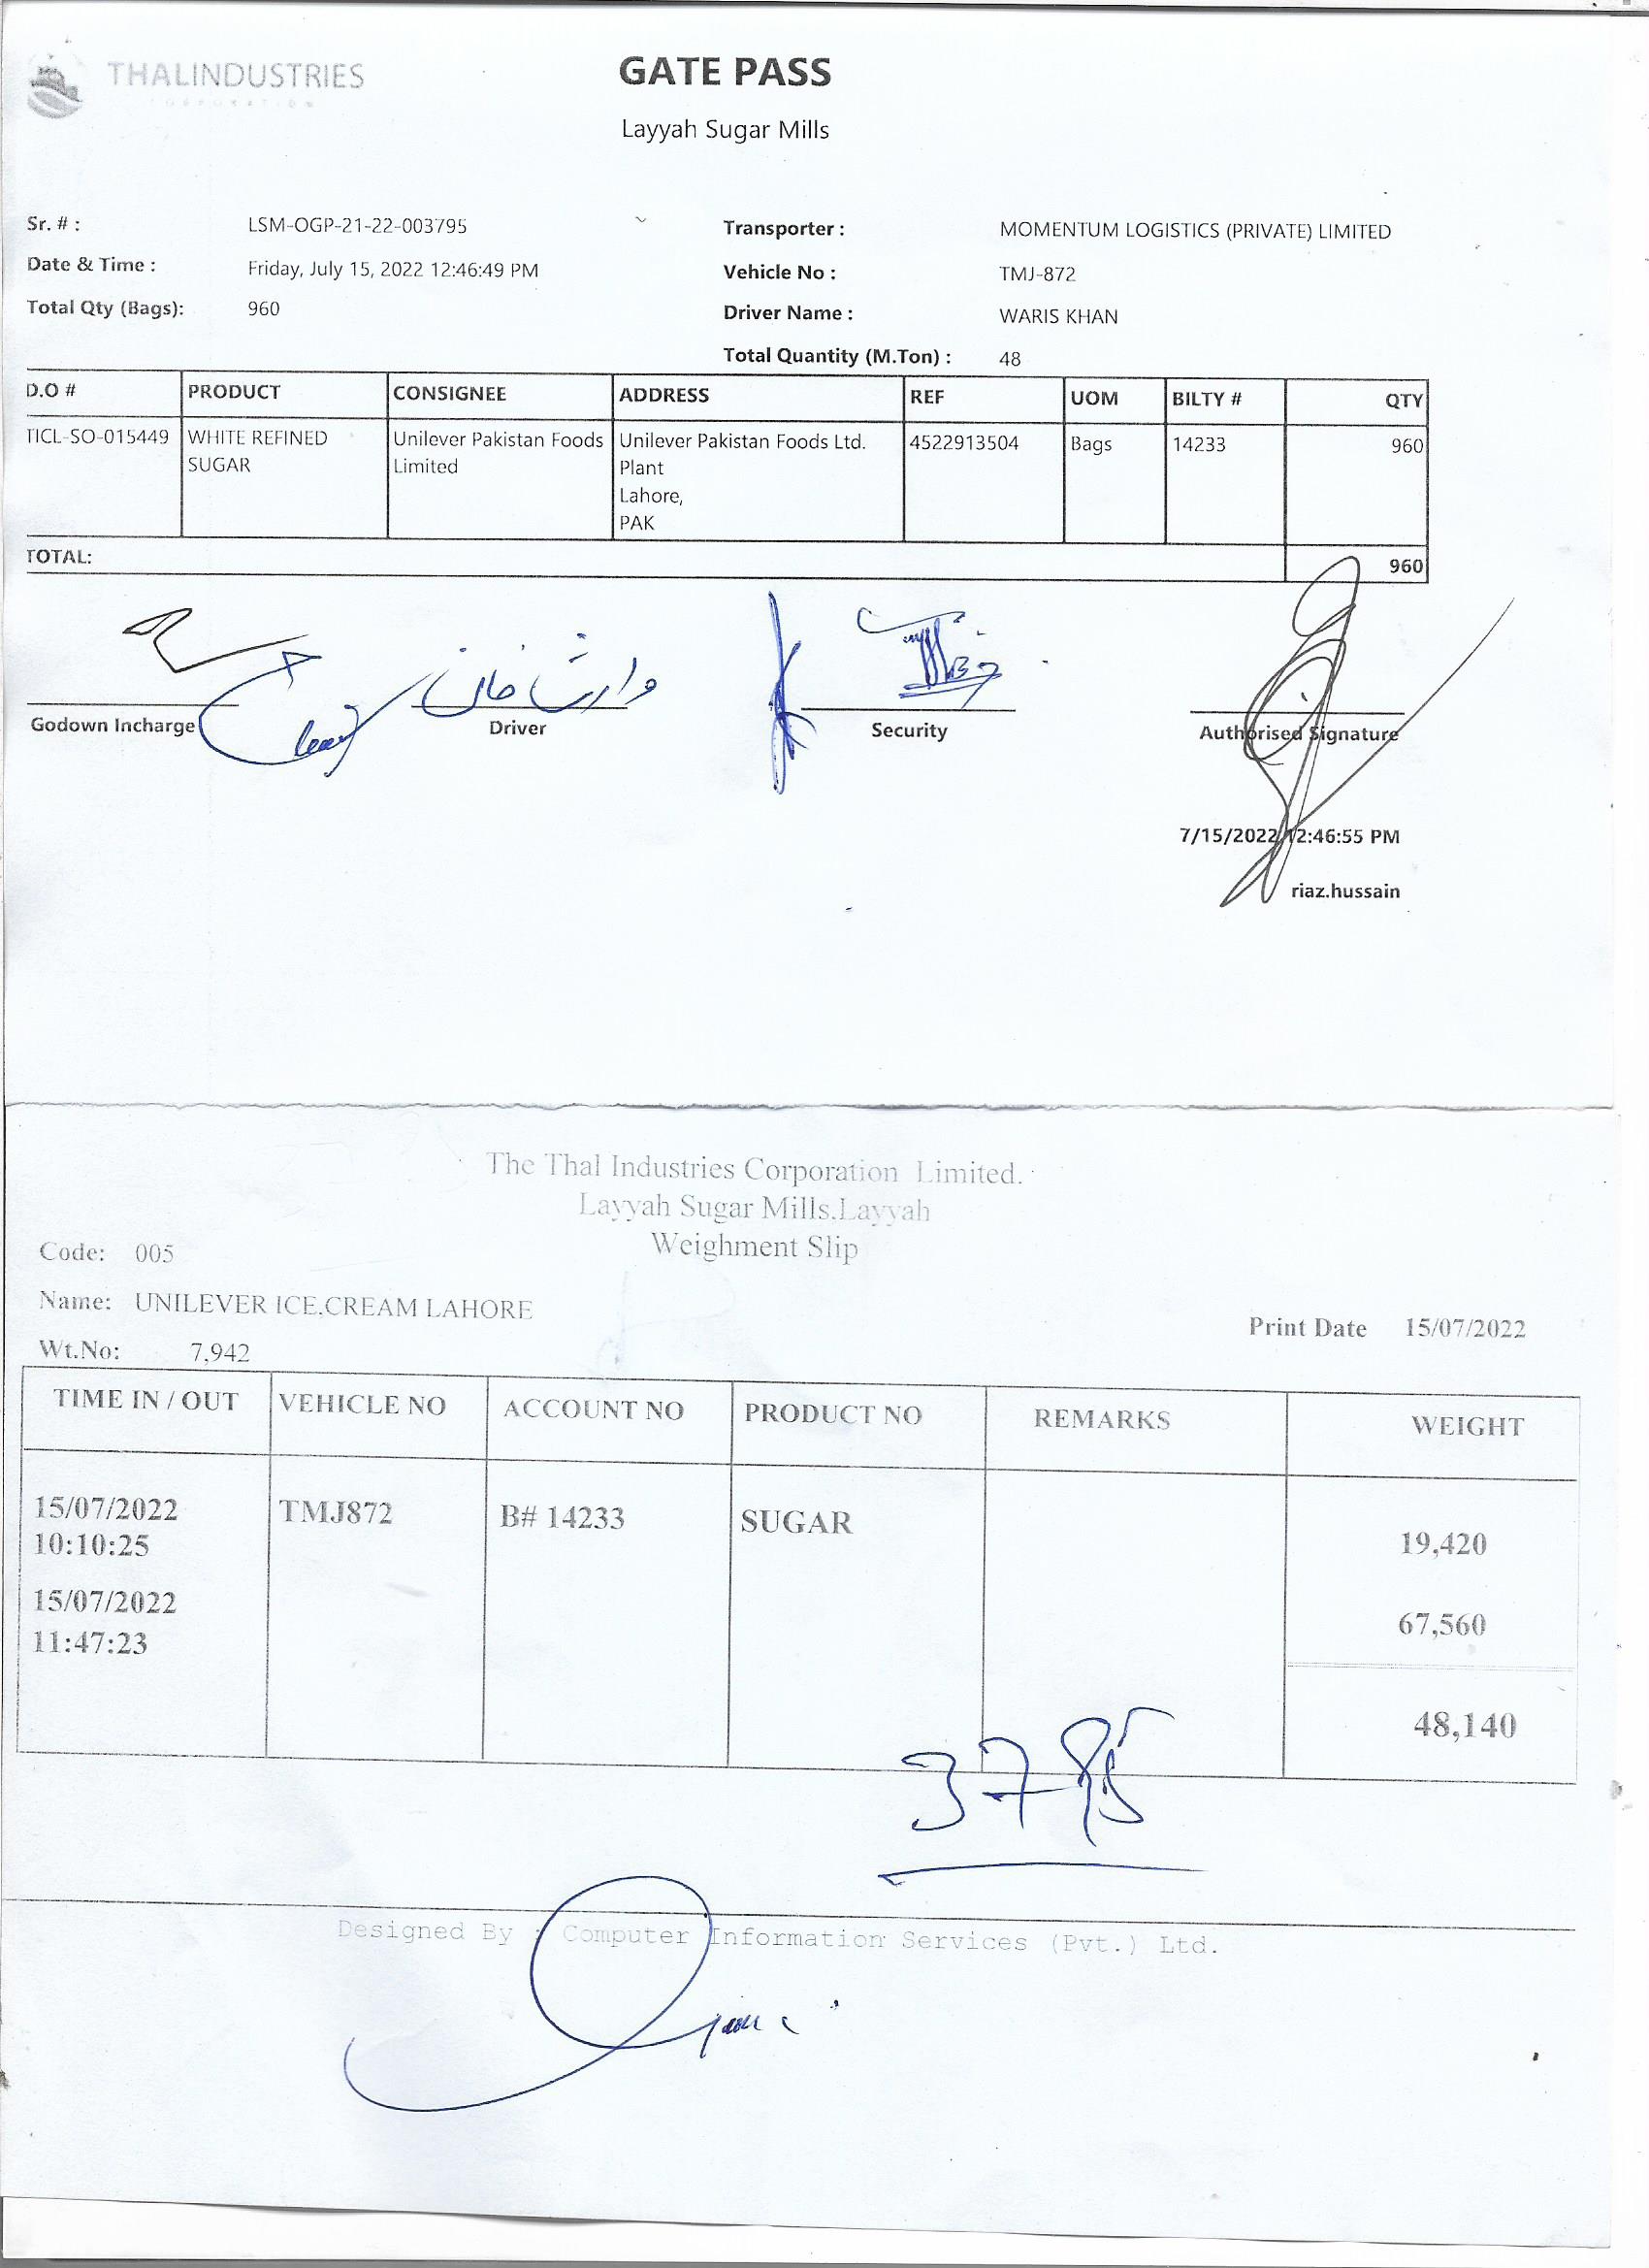 THALINDUSTRIES
CORPORATION
GATE PASS
Layyah Sugar Mills
Sr. # : LSM-OGP-21-22-003795
Transporter : MOMENTUM LOGISTICS (PRIVATE) LIMITED
Date & Time : Friday, July 15, 2022 12:46:49 PM
Vehicle No : TMJ-872
Total Qty (Bags): 960
Driver Name : WARIS KHAN
Total Quantity (M.Ton) : 48
D.O # PRODUCT CONSIGNEE ADDRESS REF UOM BILTY # QTY
TICL-SO-015449 WHITE REFINED Unilever Pakistan Foods Unilever Pakistan Foods Ltd. 4522913504 Bags 14233 960
SUGAR Limited Plant
Lahore,
PAK
TOTAL: 960
وارث خان
Godown Incharge Driver Security Authorised Signature
7/15/2022 12:46:55 PM
riaz.hussain
The Thal Industries Corporation Limited.
Layyah Sugar Mills.Layyah
Weighment Slip
Code: 005
Name: UNILEVER ICE.CREAM LAHORE
Print Date 15/07/2022
Wt.No: 7,942
TIME IN / OUT VEHICLE NO ACCOUNT NO PRODUCT NO REMARKS WEIGHT
15/07/2022 TMJ872 B# 14233 SUGAR
10:10:25 19,420
15/07/2022
11:47:23 67,560
48,140
3795
Designed By : Computer Information Services (Pvt.) Ltd.